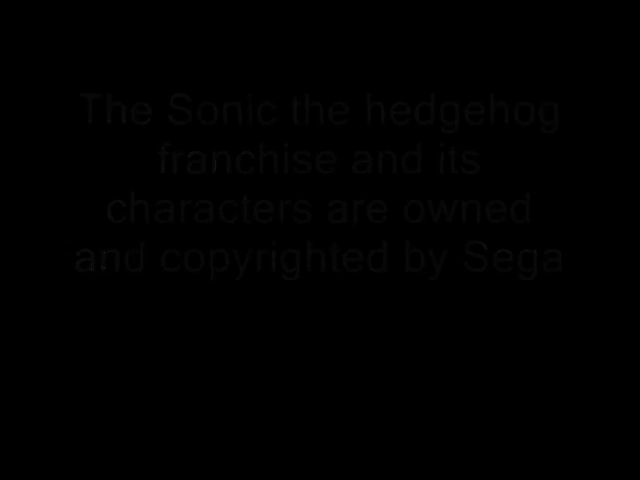 The Sonic the hedgehog
franchise and its
characters are owned
and copyrighted by Sega